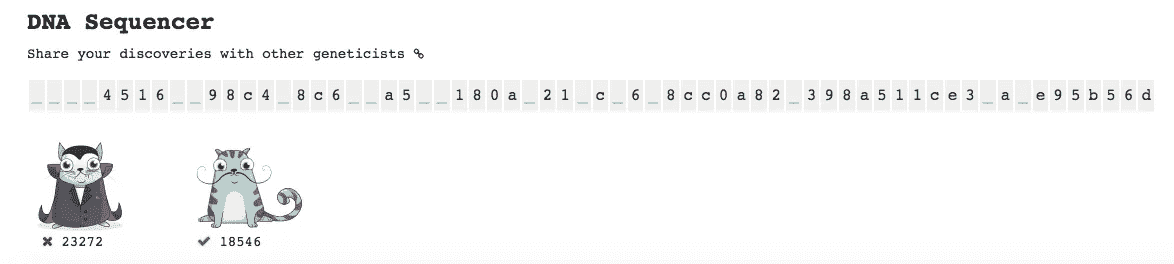 DNA Sequencer
Share your discoveries with other geneticists
_ _ _ _ 4 5 1 6 _ _ 9 8 c 4 _ 8 c 6 _ _ a 5 _ _ 1 8 0 a _ 2 1 _ c _ 6 _ 8 c c 0 a 8 2 _ 3 9 8 a 5 1 1 c e 3 _ a _ e 9 5 b 5 6 d
✖ 23272 ✔ 18546